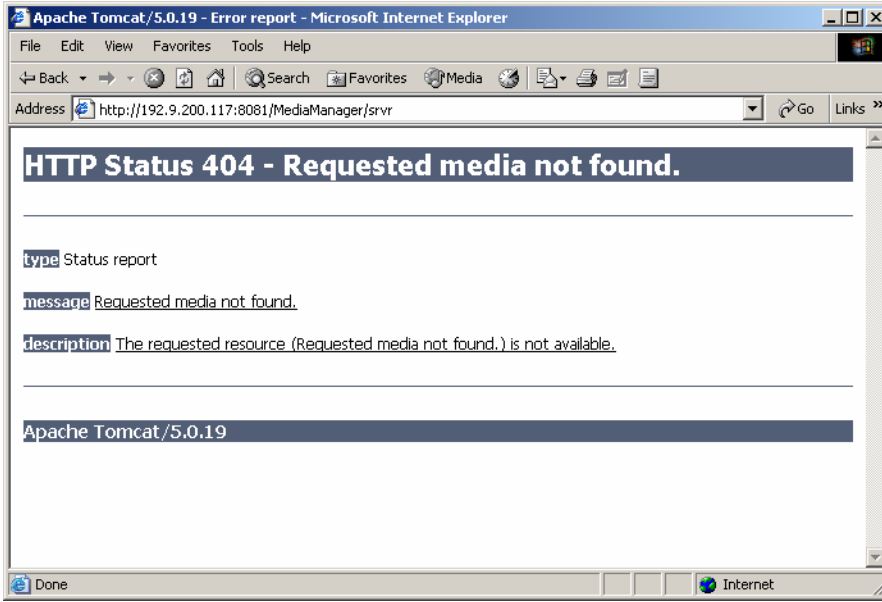 Apache Tomcat/5.0.19 - Error report - Microsoft Internet Explorer
File Edit View Favorites Tools Help
Back Search Favorites Media
Address http://192.9.200.117:8081/MediaManager/srvr Go Links »
HTTP Status 404 - Requested media not found.
type Status report
message Requested media not found.
description The requested resource (Requested media not found.) is not available.
Apache Tomcat/5.0.19
Done Internet